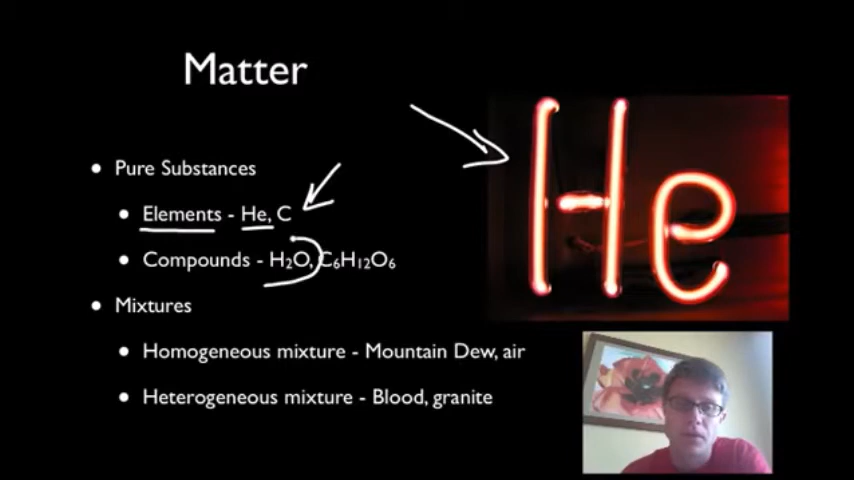 Matter
• Pure Substances
• Elements - He, C
• Compounds - H₂O, C₆H₁₂O₆
• Mixtures
• Homogeneous mixture - Mountain Dew, air
• Heterogeneous mixture - Blood, granite
He